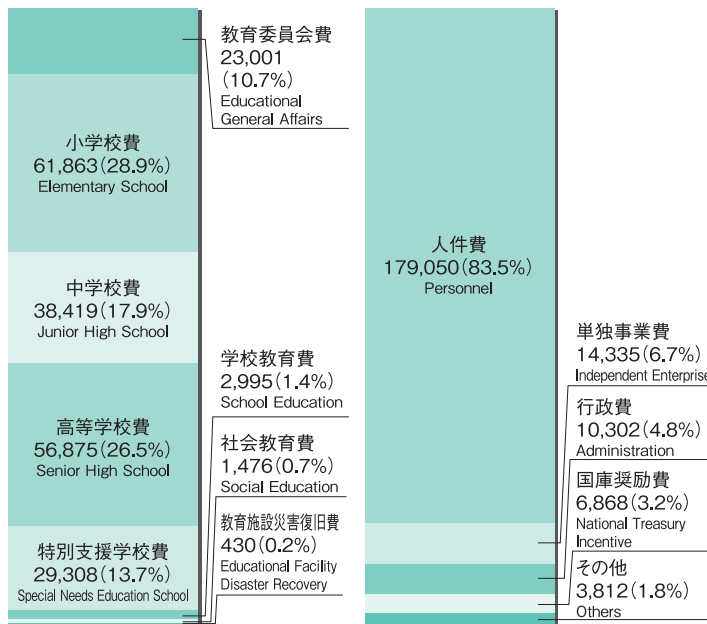 教育委員会費
23,001
(10.7%)
Educational
General Affairs
小学校費
61,863(28.9%)
Elementary School
中学校費
38,419(17.9%)
Junior High School
高等学校費
56,875(26.5%)
Senior High School
特別支援学校費
29,308(13.7%)
Special Needs Education School
学校教育費
2,995(1.4%)
School Education
社会教育費
1,476(0.7%)
Social Education
教育施設災害復旧費
430(0.2%)
Educational Facility
Disaster Recovery
人件費
179,050(83.5%)
Personnel
単独事業費
14,335(6.7%)
Independent Enterprise
行政費
10,302(4.8%)
Administration
国庫奨励費
6,868(3.2%)
National Treasury
Incentive
その他
3,812(1.8%)
Others